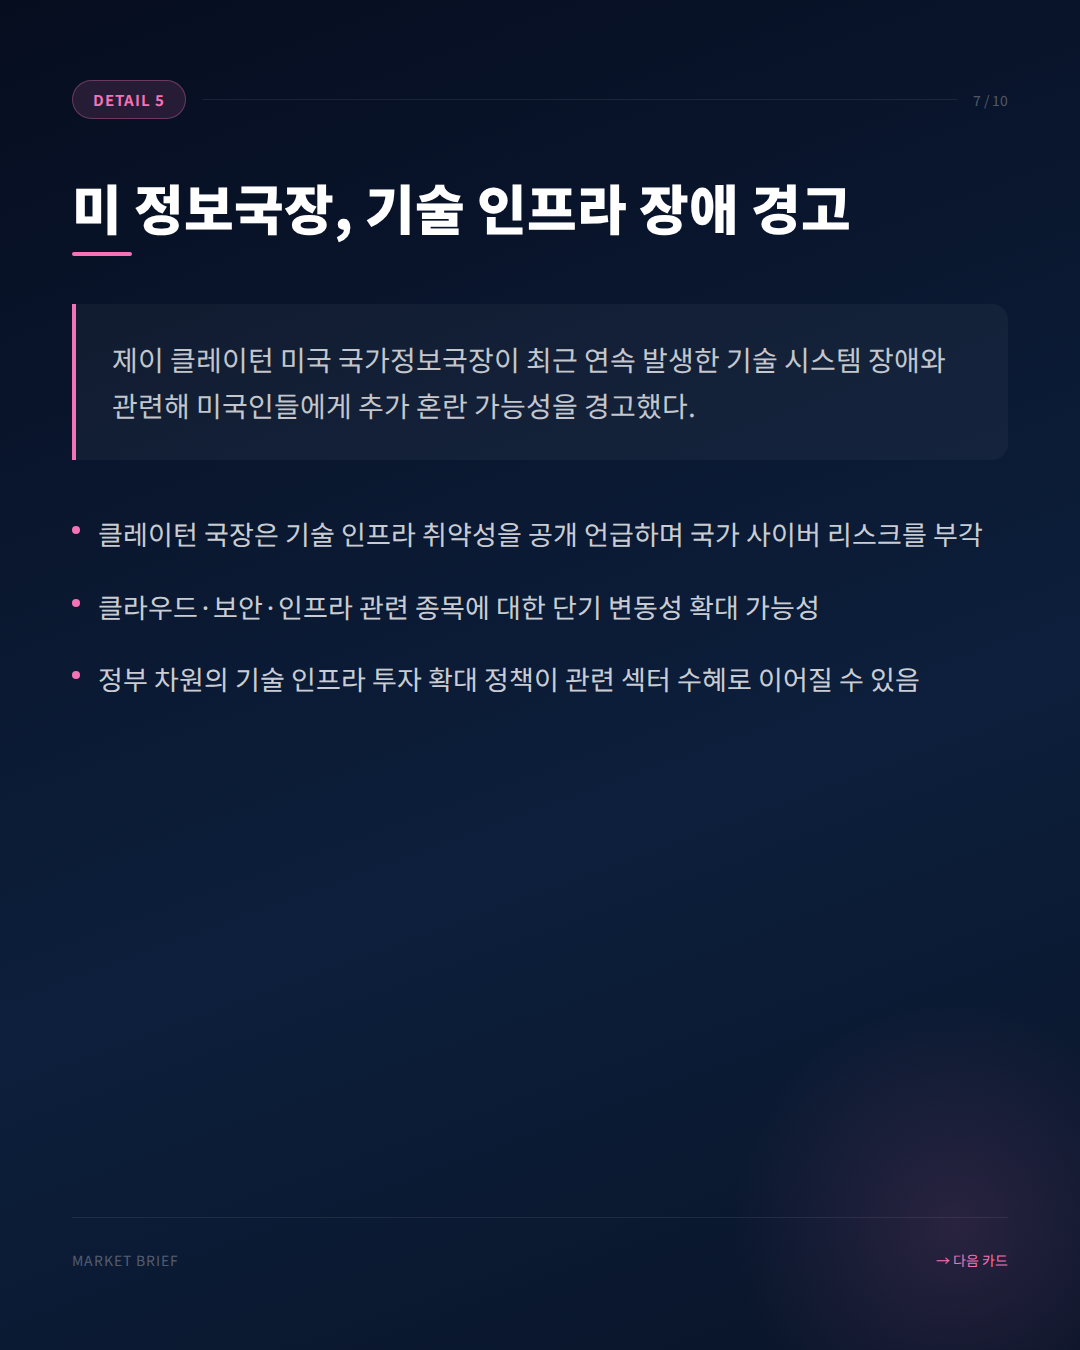 DETAIL 5
7 / 10
미 정보국장, 기술 인프라 장애 경고
제이 클레이턴 미국 국가정보국장이 최근 연속 발생한 기술 시스템 장애와
관련해 미국인들에게 추가 혼란 가능성을 경고했다.
• 클레이턴 국장은 기술 인프라 취약성을 공개 언급하며 국가 사이버 리스크를 부각
• 클라우드·보안·인프라 관련 종목에 대한 단기 변동성 확대 가능성
• 정부 차원의 기술 인프라 투자 확대 정책이 관련 섹터 수혜로 이어질 수 있음
MARKET BRIEF
→ 다음 카드